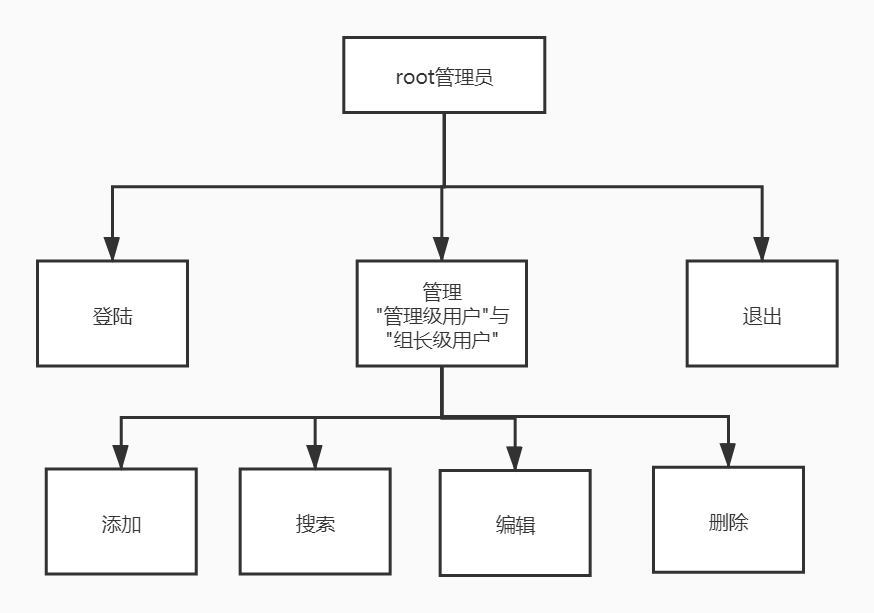 root管理员
登陆
管理
"管理级用户"与
"组长级用户"
退出
添加
搜索
编辑
删除